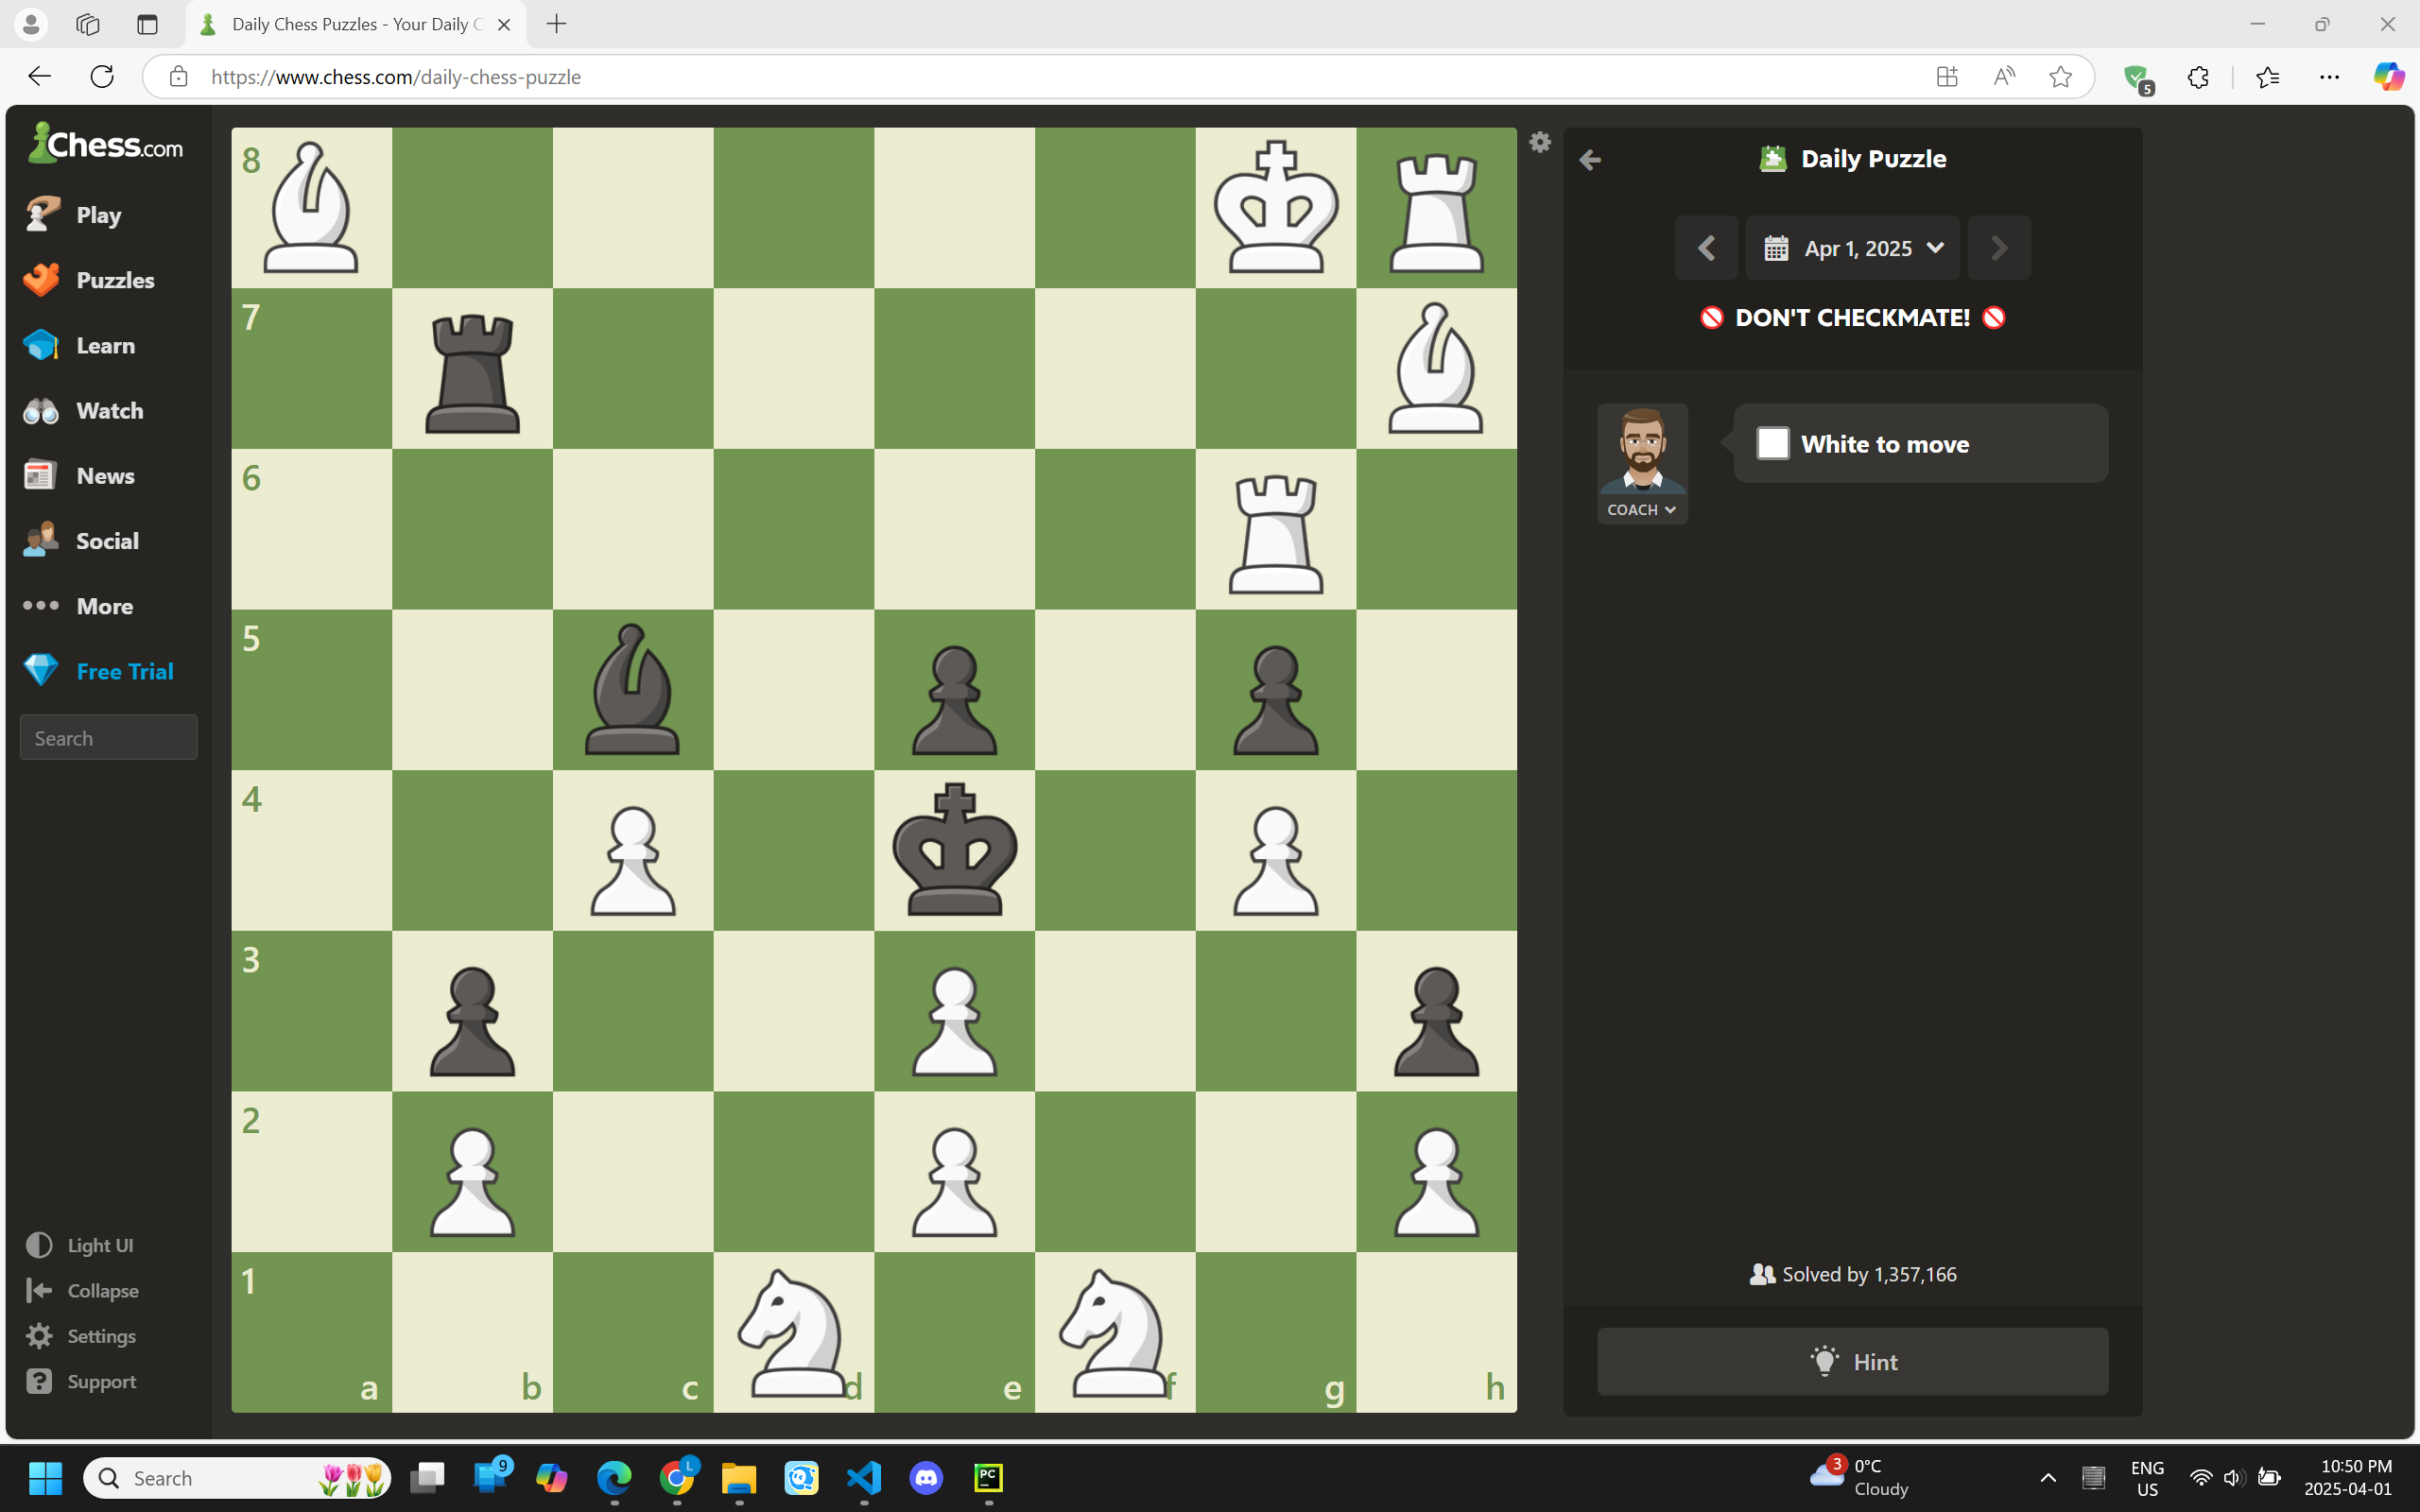 Daily Chess Puzzles - Your Daily C
https://www.chess.com/daily-chess-puzzle
5
Chess.com
Play
Puzzles
Learn
Watch
News
Social
More
Free Trial
Search
Light UI
Collapse
Settings
Support
8
7
6
5
4
3
2
1
a b c d e f g h
Daily Puzzle
Apr 1, 2025
🚫 DON'T CHECKMATE! 🚫
White to move
COACH
Solved by 1,357,166
Hint
Search
9
L
PC
3
0°C
Cloudy
ENG
US
10:50 PM
2025-04-01